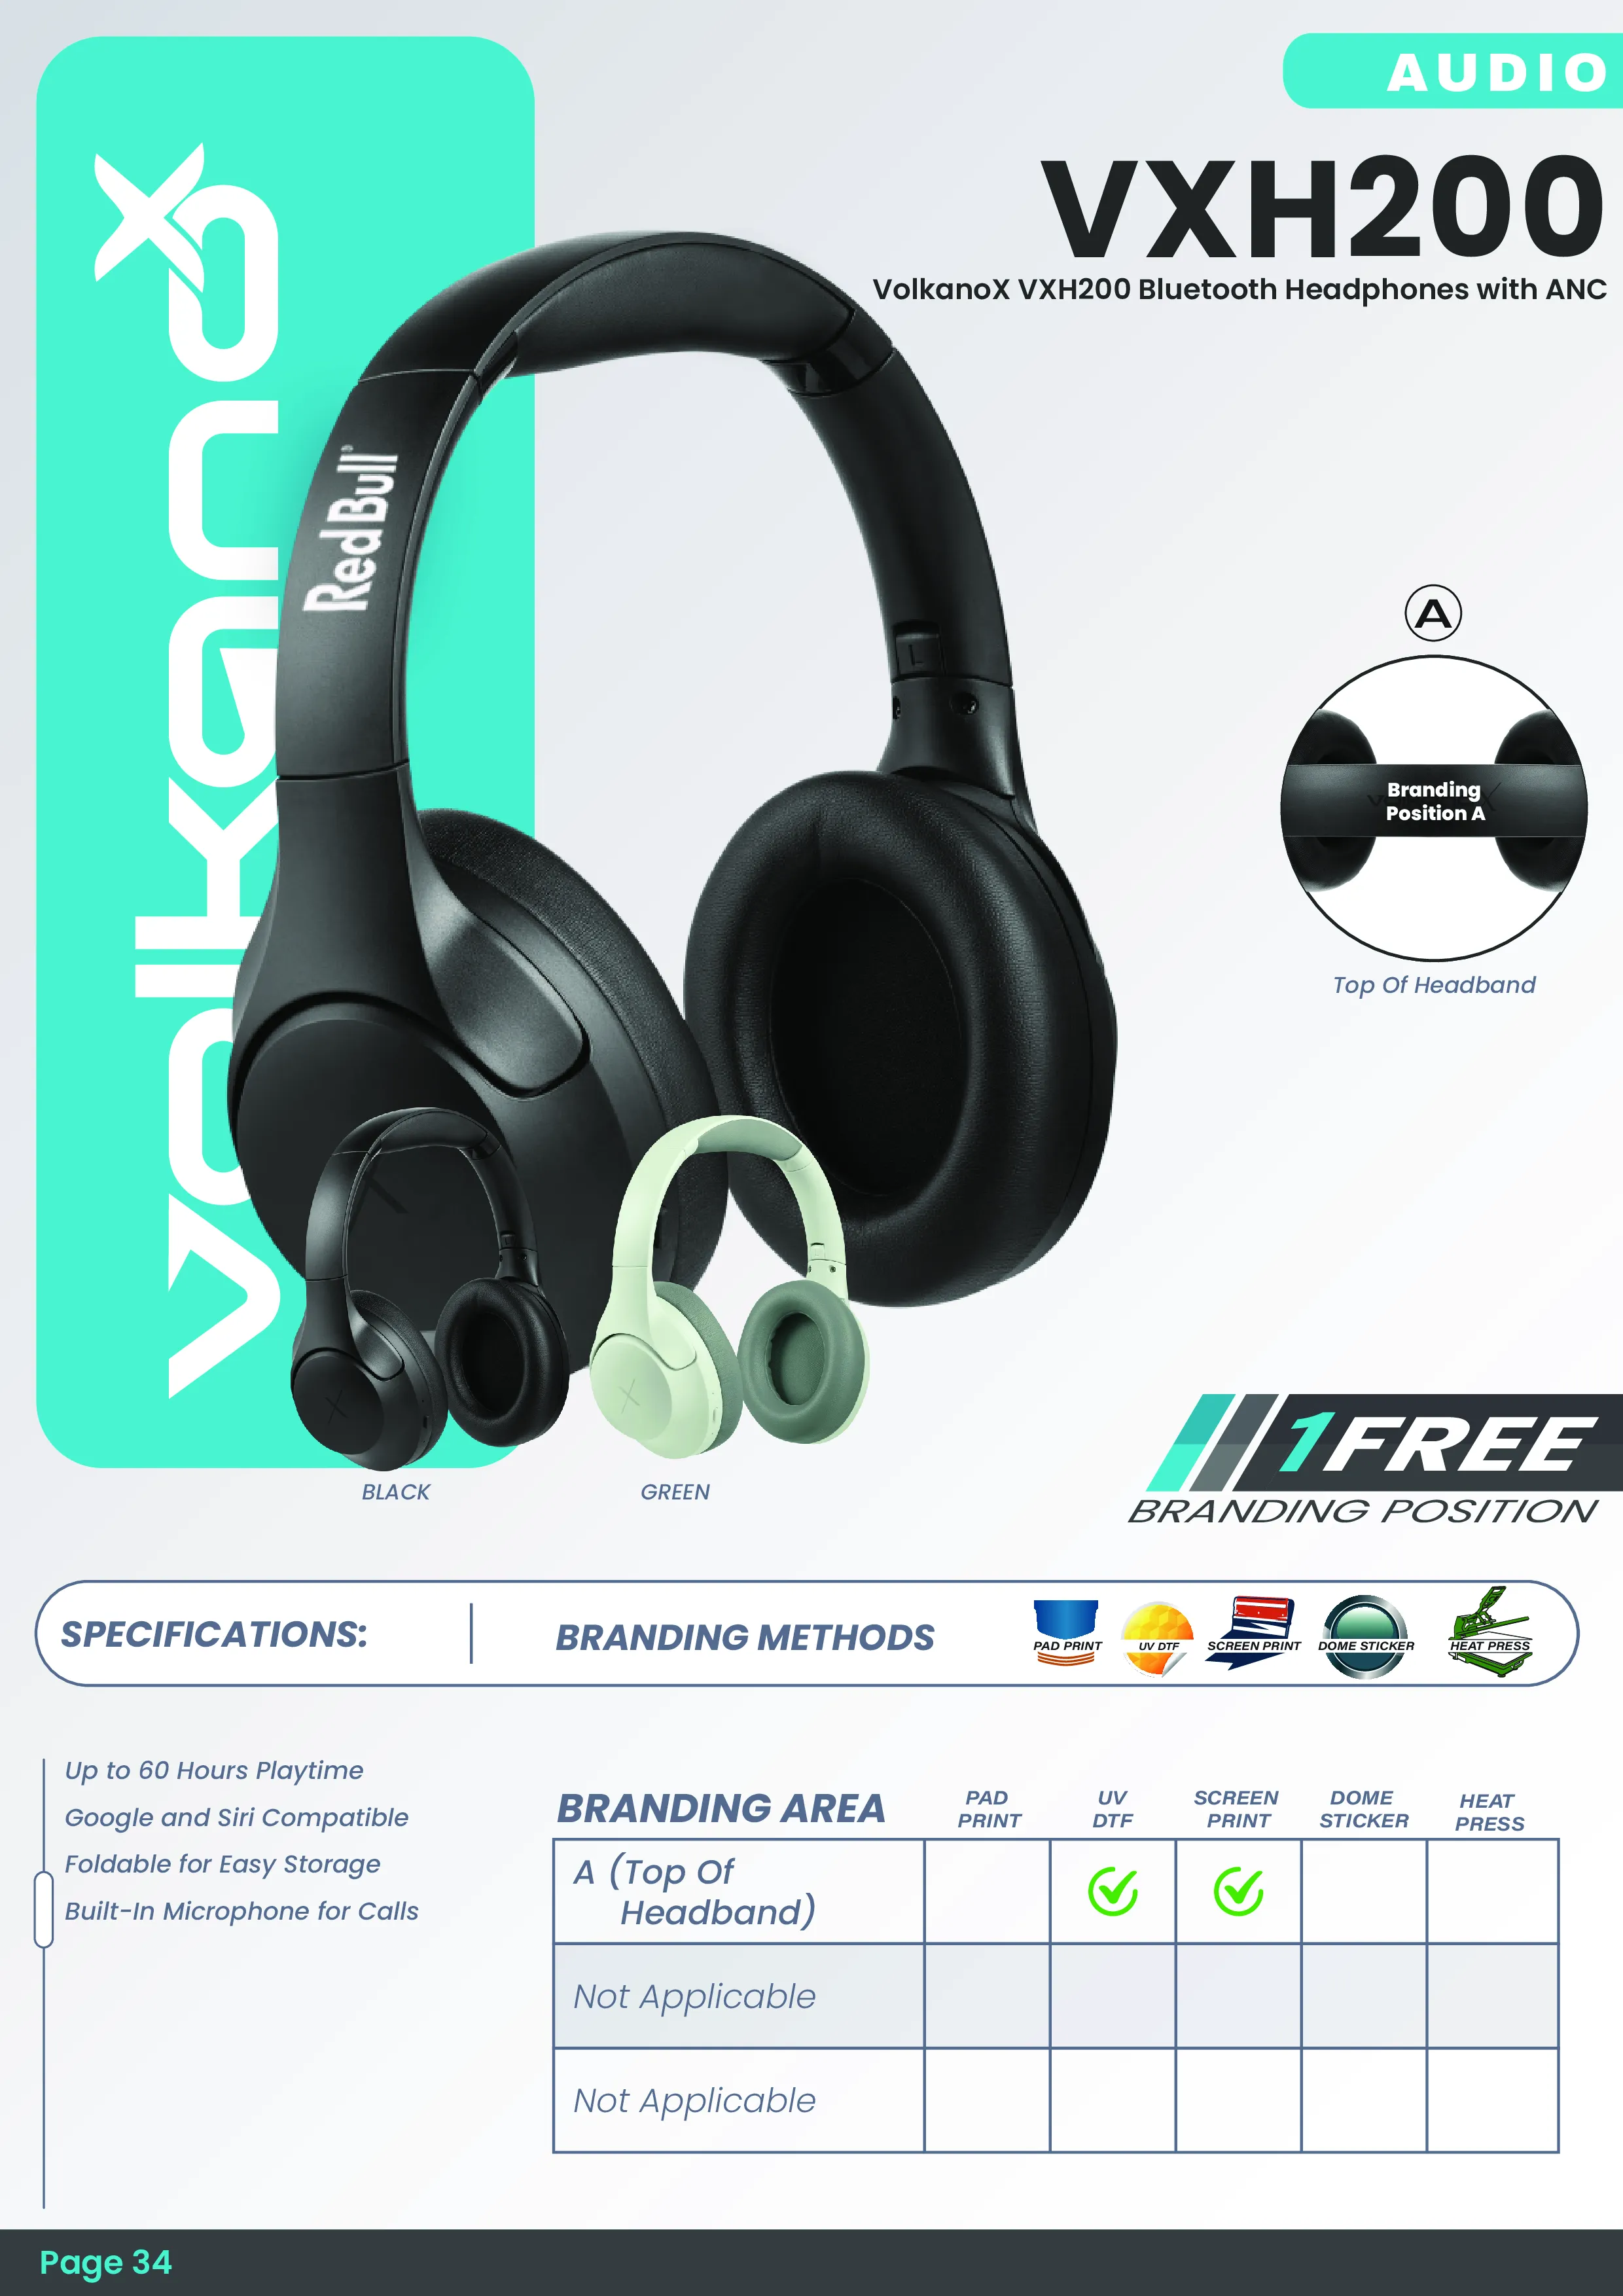 AUDIO
VXH200
VolkanoX VXH200 Bluetooth Headphones with ANC
volkano
X
RedBull
A
Branding
Position A
Top Of Headband
BLACK
GREEN
1FREE
BRANDING POSITION
SPECIFICATIONS:
BRANDING METHODS
PAD PRINT
UV DTF
SCREEN PRINT
DOME STICKER
HEAT PRESS
Up to 60 Hours Playtime
Google and Siri Compatible
Foldable for Easy Storage
Built-In Microphone for Calls
BRANDING AREA
PAD PRINT
UV DTF
SCREEN PRINT
DOME STICKER
HEAT PRESS
A (Top Of
Headband)
Not Applicable
Not Applicable
Page 34